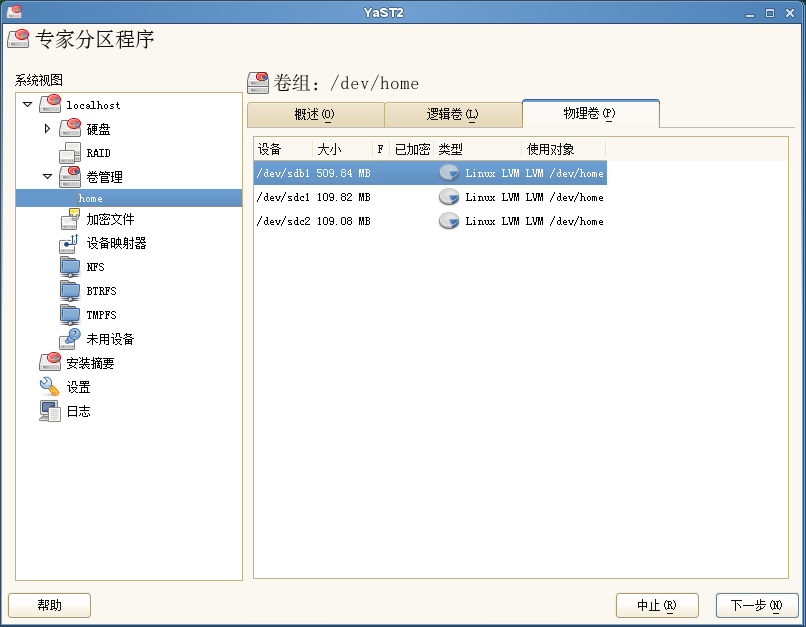 YaST2
专家分区程序
系统视图
localhost
硬盘
RAID
卷管理
home
加密文件
设备映射器
NFS
BTRFS
TMPFS
未用设备
安装摘要
设置
日志
卷组：/dev/home
概述(O) 逻辑卷(L) 物理卷(P)
设备 大小 F 已加密 类型 使用对象
/dev/sdb1 509.84 MB Linux LVM LVM /dev/home
/dev/sdc1 109.82 MB Linux LVM LVM /dev/home
/dev/sdc2 109.08 MB Linux LVM LVM /dev/home
帮助 中止(R) 下一步(N)